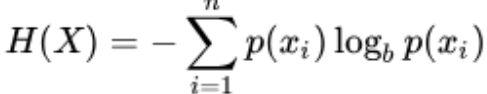 H(X) = − ∑_{i=1}^{n} p(x_i) log_b p(x_i)